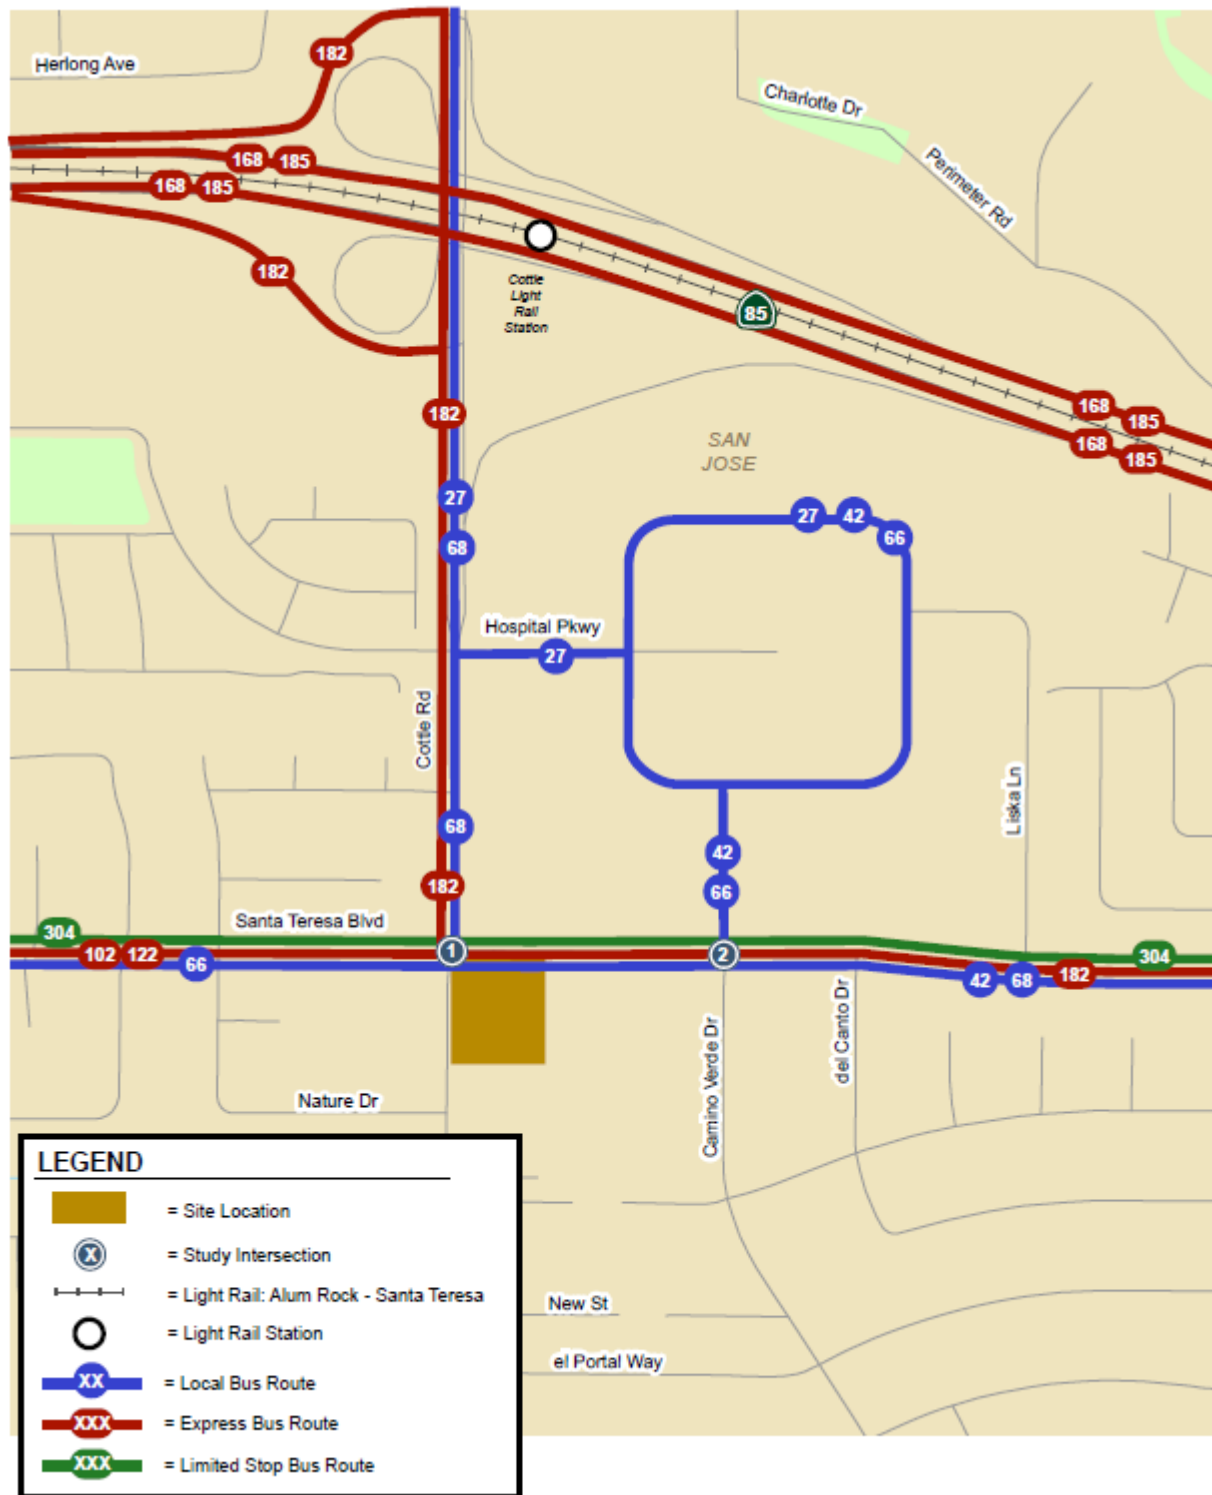 182
Herlong Ave
Charlotte Dr
168
185
Perimeter Rd
168
185
182
Cottle
Light
Rail
Station
85
182
168
185
168
185
SAN
JOSE
27
68
27
42
66
Hospital Pkwy
27
Cottle Rd
Liska Ln
68
42
182
66
Santa Teresa Blvd
304
102
122
66
1
2
304
42
68
182
Camino Verde Dr
del Canto Dr
Nature Dr
LEGEND
= Site Location
X = Study Intersection
= Light Rail: Alum Rock - Santa Teresa
= Light Rail Station
XX = Local Bus Route
XXX = Express Bus Route
XXX = Limited Stop Bus Route
New St
el Portal Way